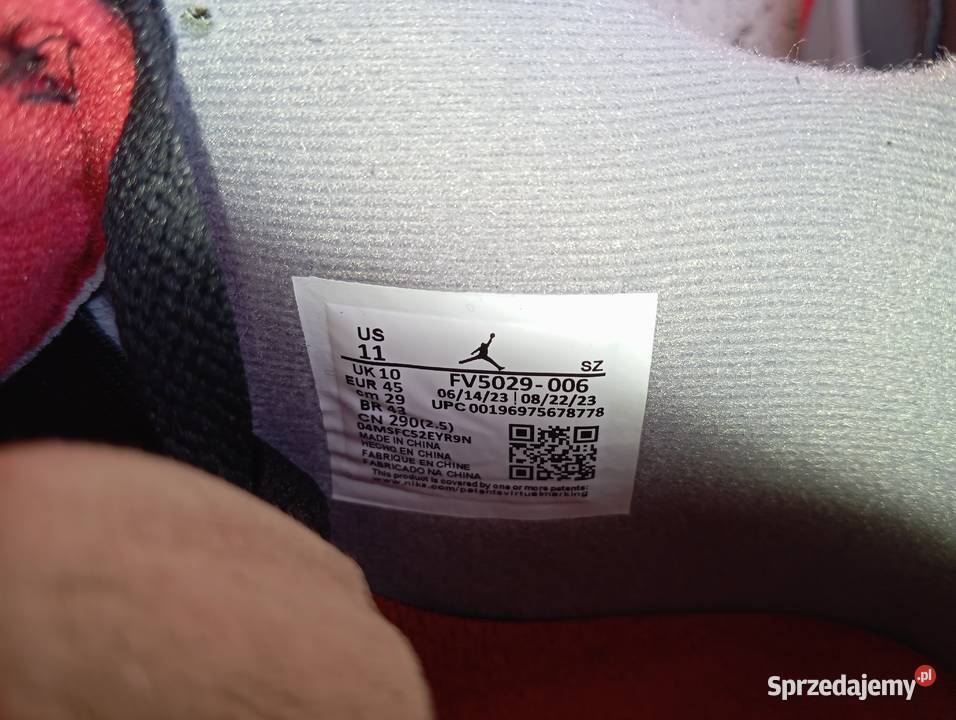 US
11
SZ
UK 10
FV5029-006
EUR 45
06/14/23 | 08/22/23
cm 29
UPC 00196975678778
BR 43
CN 290(2.5)
04MSFC52EYR9N
MADE IN CHINA
HECHO EN CHINA
FABRIQUE EN CHINE
FABRICADO NA CHINA
This product is covered by one or more patents:
www.nike.com/patentsvirtualmarking
Sprzedajemy.pl